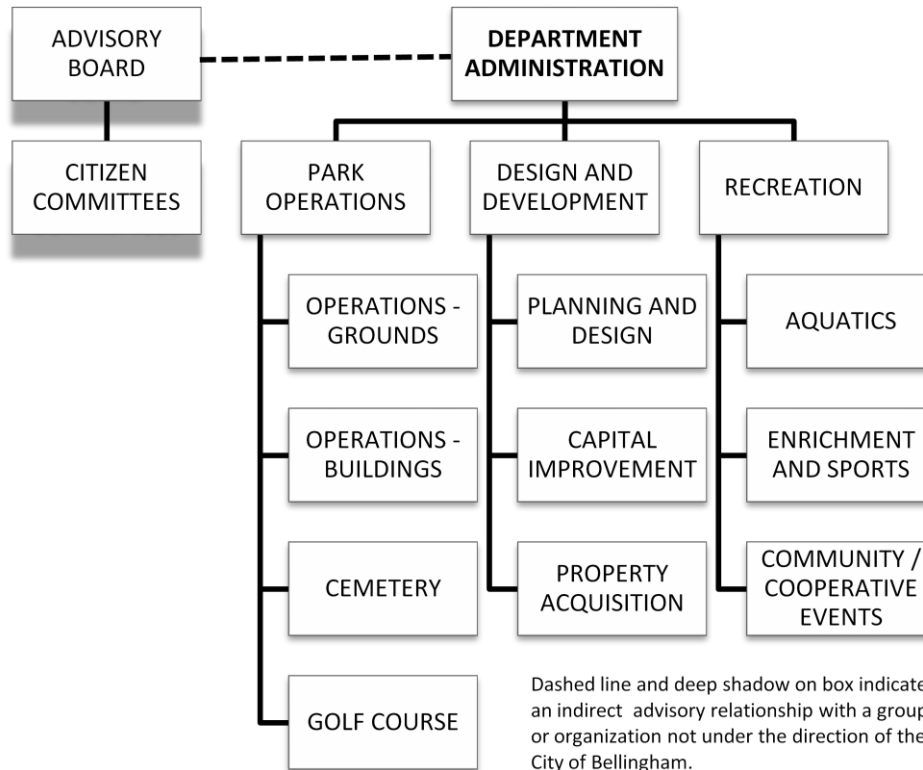 ADVISORY
BOARD
DEPARTMENT
ADMINISTRATION
CITIZEN
COMMITTEES
PARK
OPERATIONS
DESIGN AND
DEVELOPMENT
RECREATION
OPERATIONS -
GROUNDS
PLANNING AND
DESIGN
AQUATICS
OPERATIONS -
BUILDINGS
CAPITAL
IMPROVEMENT
ENRICHMENT
AND SPORTS
CEMETERY
PROPERTY
ACQUISITION
COMMUNITY /
COOPERATIVE
EVENTS
GOLF COURSE
Dashed line and deep shadow on box indicate
an indirect advisory relationship with a group
or organization not under the direction of the
City of Bellingham.